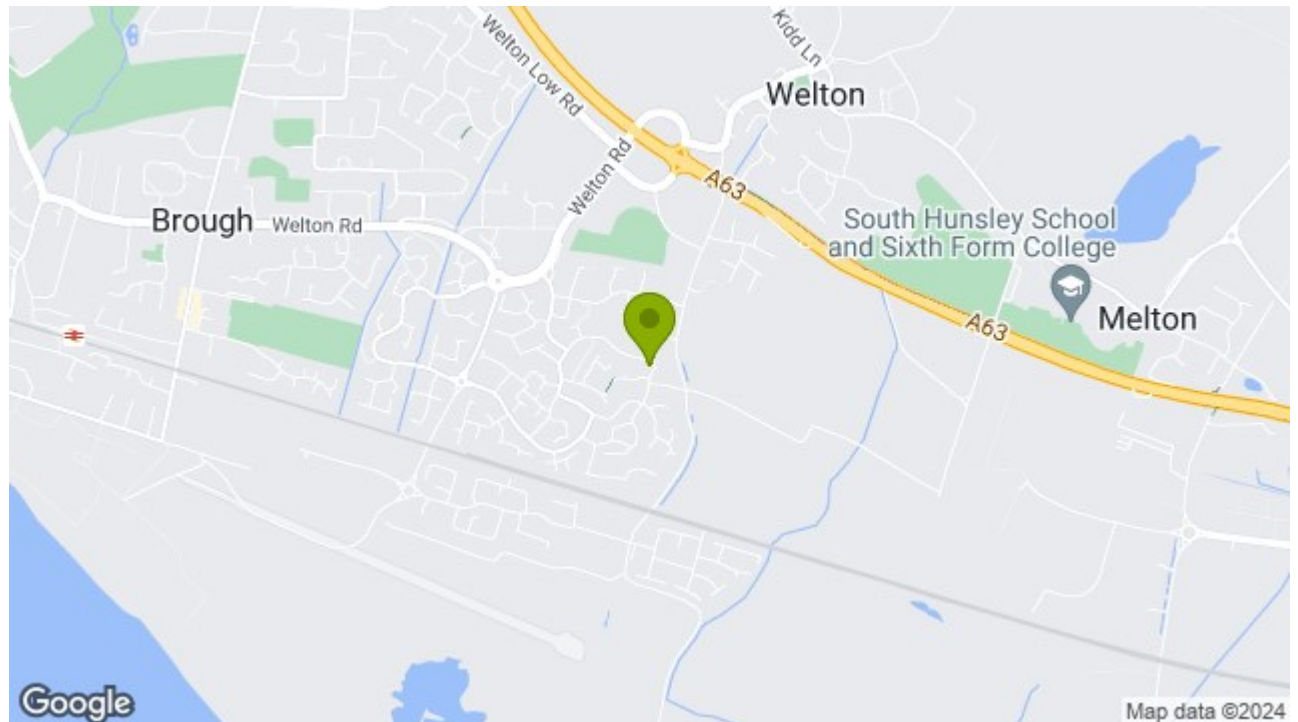 Kidd Ln
Welton Low Rd
Welton
Welton Rd
A63
South Hunsley School
and Sixth Form College
Brough
Welton Rd
A63
Melton
Google
Map data ©2024